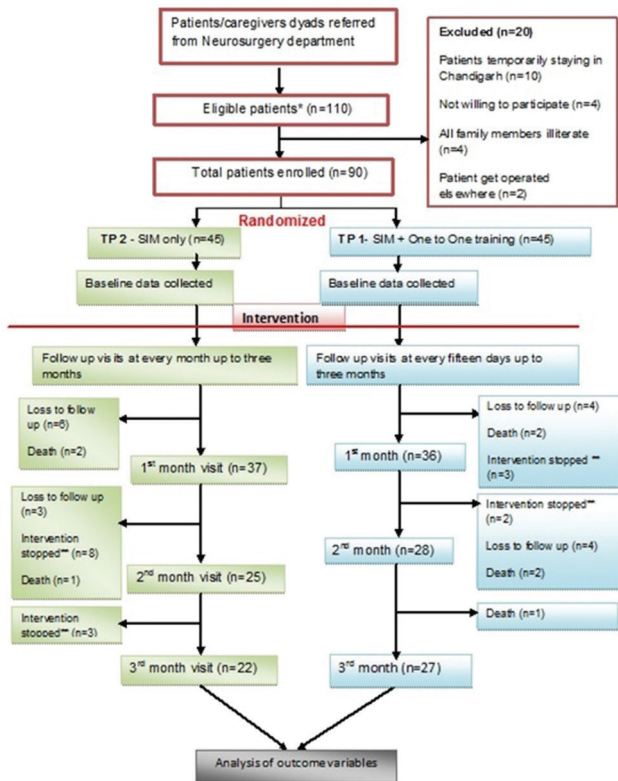 Patients/caregivers dyads referred
from Neurosurgery department
Excluded (n=20)
Patients temporarily staying in
Chandigarh (n=10)
Not willing to participate (n=4)
All family members illiterate
(n=4)
Patient get operated
elsewhere (n=2)
Eligible patients* (n=110)
Total patients enrolled (n=90)
Randomized
TP 2 - SIM only (n=45)
TP 1- SIM + One to One training (n=45)
Baseline data collected
Baseline data collected
Intervention
Follow up visits at every month up to three
months
Follow up visits at every fifteen days up to
three months
Loss to follow
up (n=6)
Death (n=2)
Loss to follow up (n=4)
Death (n=2)
Intervention stopped **
(n=3)
1st month visit (n=37)
1st month (n=36)
Loss to follow up
(n=3)
Intervention
stopped** (n=8)
Death (n=1)
Intervention stopped**
(n=2)
Loss to follow up (n=4)
Death (n=2)
2nd month visit (n=25)
2nd month (n=28)
Intervention
stopped** (n=3)
Death (n=1)
3rd month visit (n=22)
3rd month (n=27)
Analysis of outcome variables